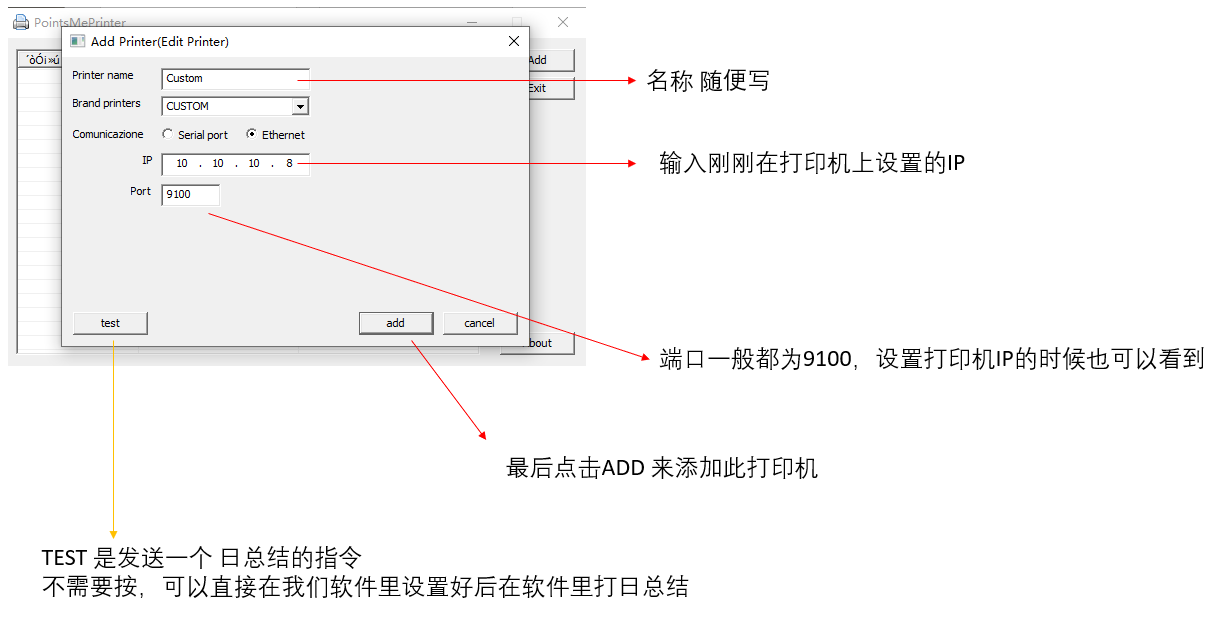 PointsMePrinter
Add Printer(Edit Printer)
´òÓ¡»ú
Add
Printer name
Custom
名称 随便写
Exit
Brand printers
CUSTOM
Comunicazione
Serial port
Ethernet
IP
10 . 10 . 10 . 8
输入刚刚在打印机上设置的IP
Port
9100
test
add
cancel
About
端口一般都为9100，设置打印机IP的时候也可以看到
最后点击ADD 来添加此打印机
TEST 是发送一个 日总结的指令
不需要按，可以直接在我们软件里设置好后在软件里打日总结